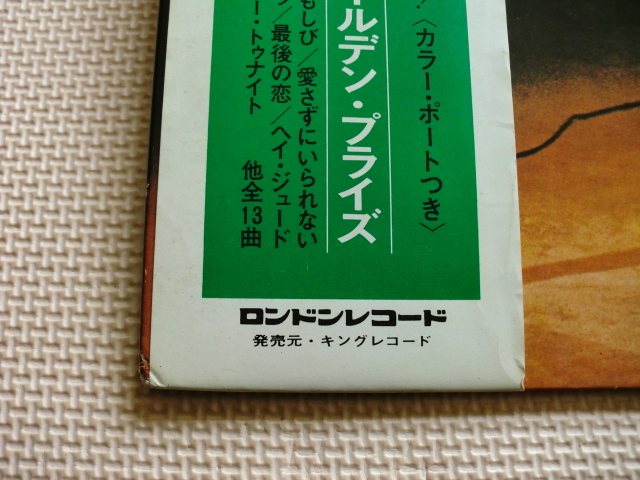 ！〈カラー・ポートつき〉
ルデン・プライズ
もしび／愛さずにいられない
／最後の恋／ヘイ・ジュード
ー・トゥナイト
他全13曲
ロンドンレコード
発売元・キングレコード